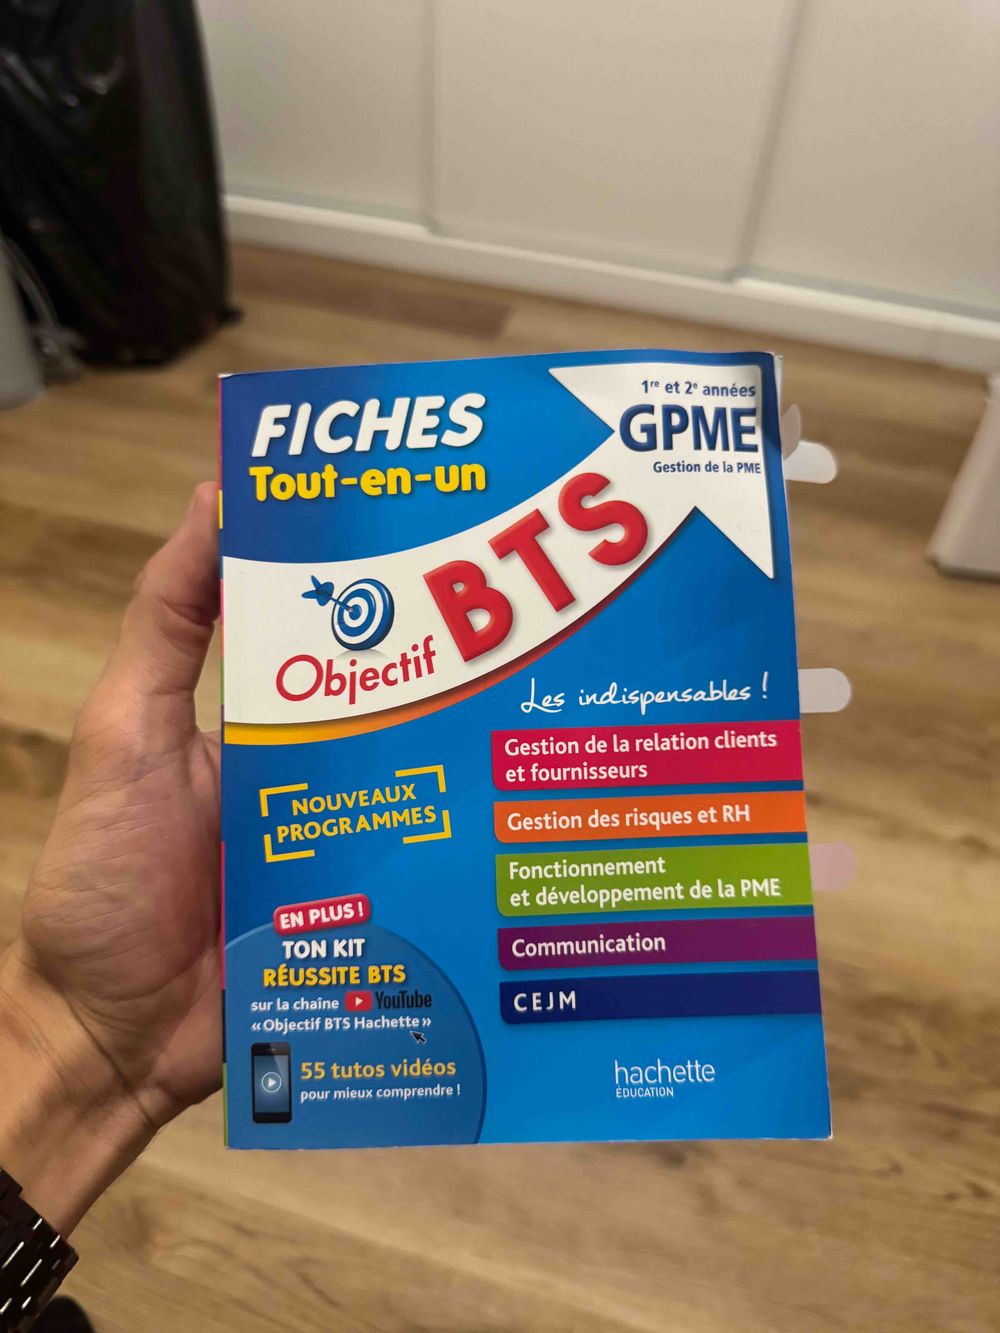 FICHES
Tout-en-un
1re et 2e années
GPME
Gestion de la PME
Objectif BTS
Les indispensables !
Gestion de la relation clients
et fournisseurs
Gestion des risques et RH
Fonctionnement
et développement de la PME
Communication
CEJM
NOUVEAUX
PROGRAMMES
EN PLUS !
TON KIT
RÉUSSITE BTS
sur la chaîne YouTube
« Objectif BTS Hachette »
55 tutos vidéos
pour mieux comprendre !
hachette
ÉDUCATION